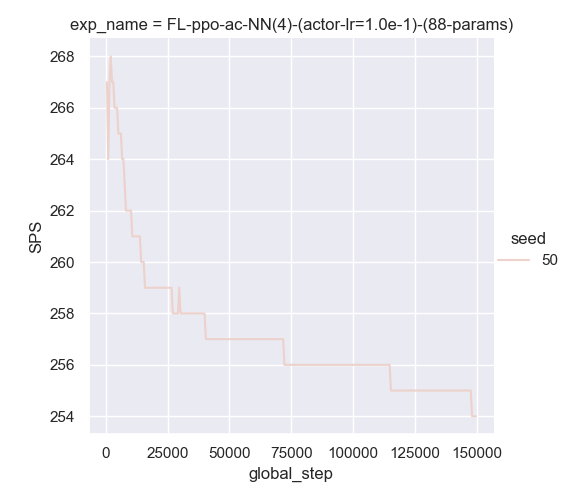 exp_name = FL-ppo-ac-NN(4)-(actor-lr=1.0e-1)-(88-params)
268
266
264
262
260
258
256
254
SPS
0 25000 50000 75000 100000 125000 150000
global_step
seed
50